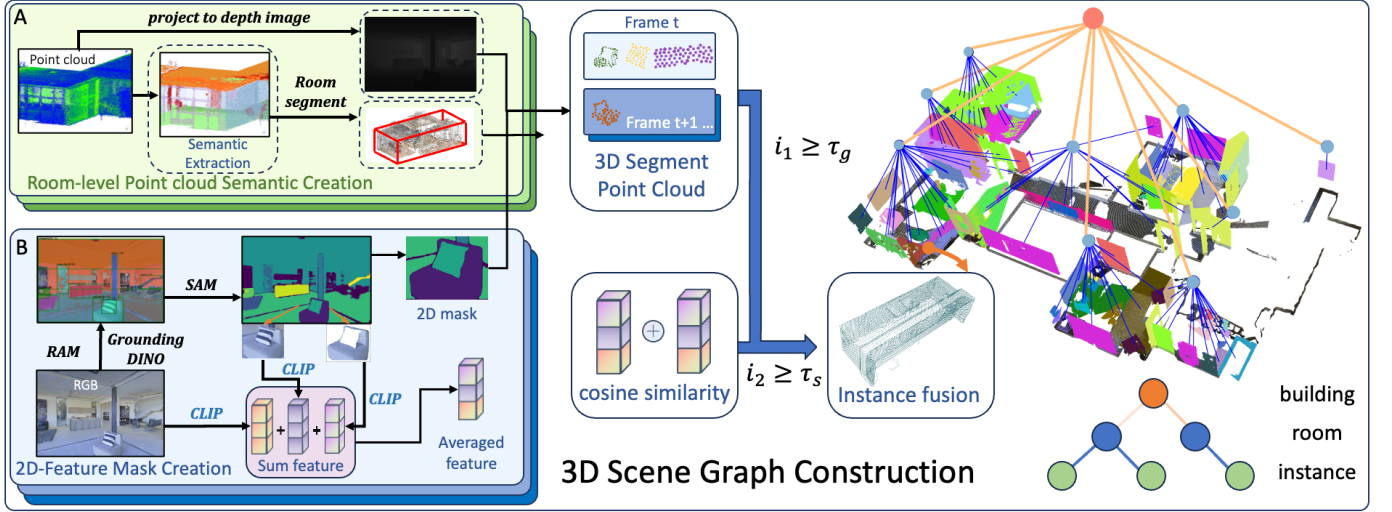 A
project to depth image
Point cloud
Room
segment
Semantic
Extraction
Room-level Point cloud Semantic Creation
Frame t
Frame t+1 ...
3D Segment
Point Cloud
i₁ ≥ τg
B
SAM
2D mask
RAM
Grounding
DINO
RGB
CLIP
CLIP
CLIP
2D-Feature Mask Creation
Sum feature
Averaged
feature
cosine similarity
i₂ ≥ τs
Instance fusion
3D Scene Graph Construction
building
room
instance